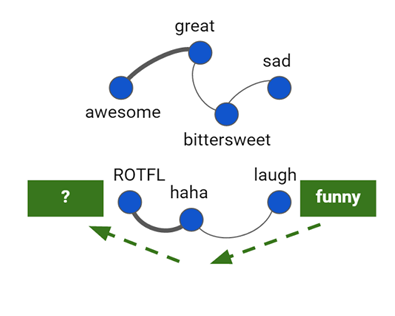 great
sad
awesome
bittersweet
ROTFL
haha
laugh
?
funny